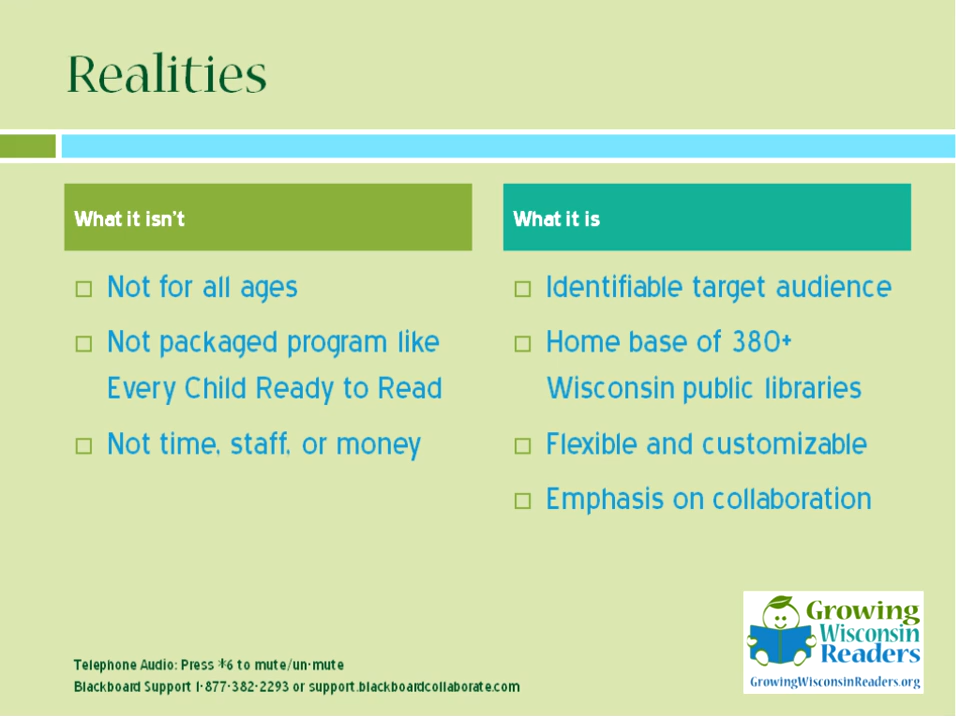 Realities
What it isn't
Not for all ages
Not packaged program like
Every Child Ready to Read
Not time, staff, or money
What it is
Identifiable target audience
Home base of 380+
Wisconsin public libraries
Flexible and customizable
Emphasis on collaboration
Telephone Audio: Press *6 to mute/un-mute
Blackboard Support 1-877-382-2293 or support.blackboardcollaborate.com
Growing
Wisconsin
Readers
GrowingWisconsinReaders.org